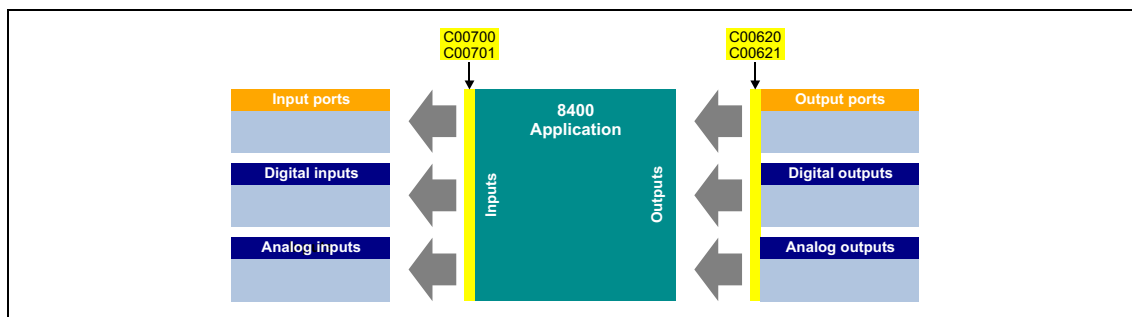 C00700
C00701
C00620
C00621
Input ports
8400
Application
Output ports
Digital inputs
Inputs
Outputs
Digital outputs
Analog inputs
Analog outputs